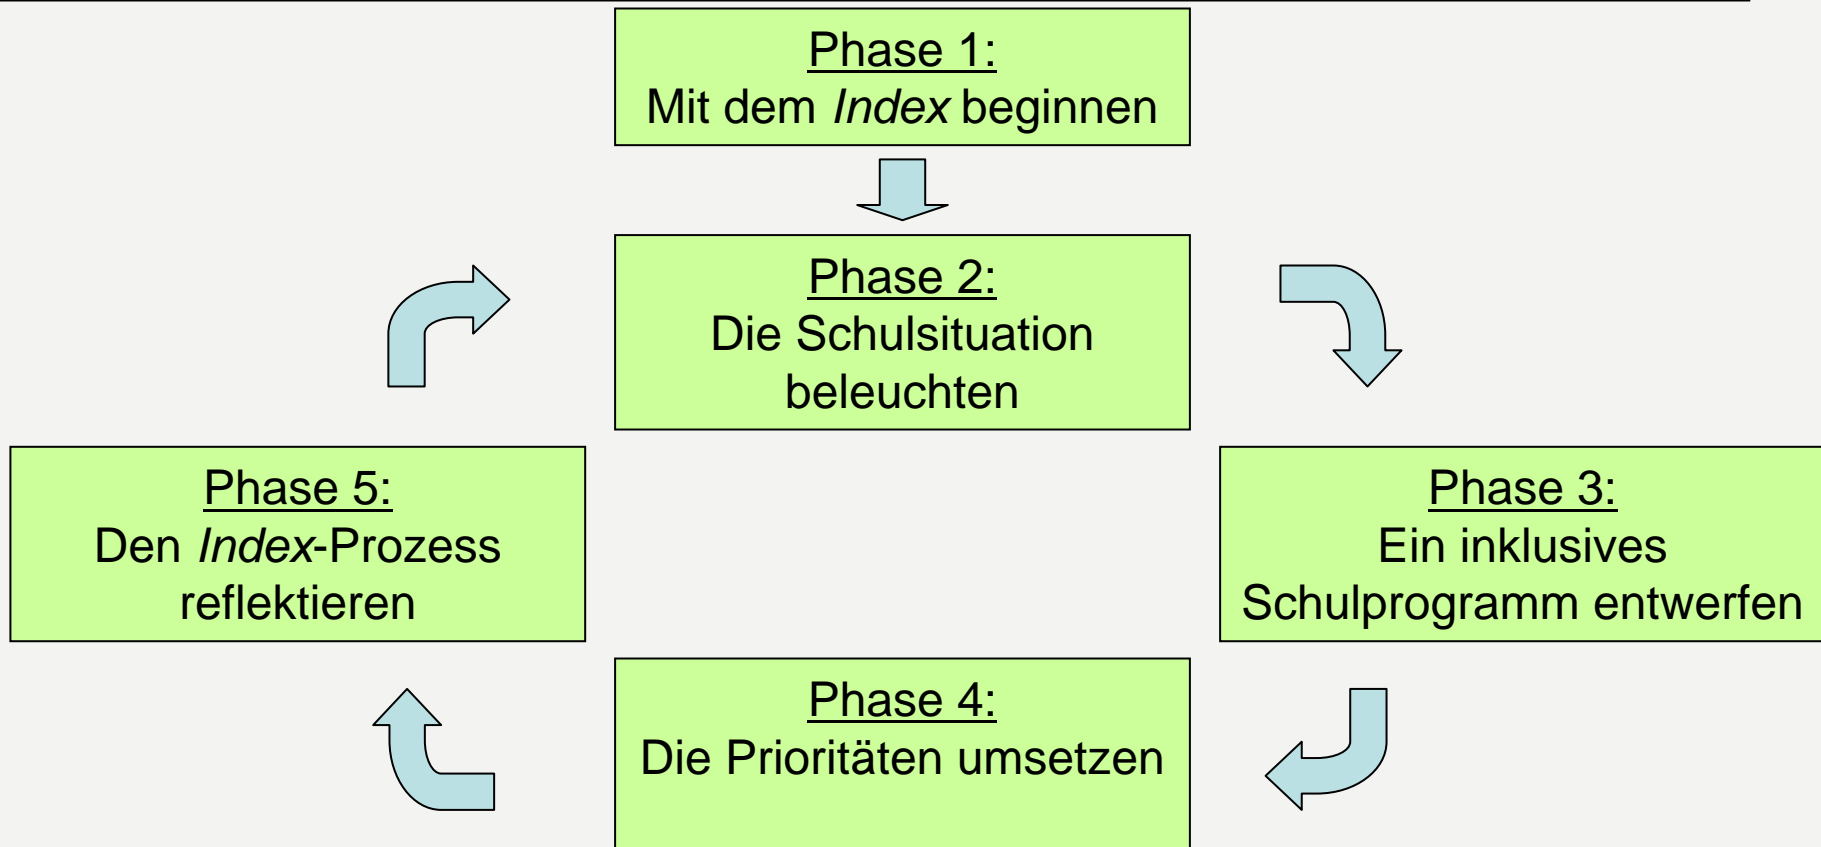 Phase 1:
Mit dem Index beginnen
Phase 2:
Die Schulsituation
beleuchten
Phase 3:
Ein inklusives
Schulprogramm entwerfen
Phase 4:
Die Prioritäten umsetzen
Phase 5:
Den Index-Prozess
reflektieren